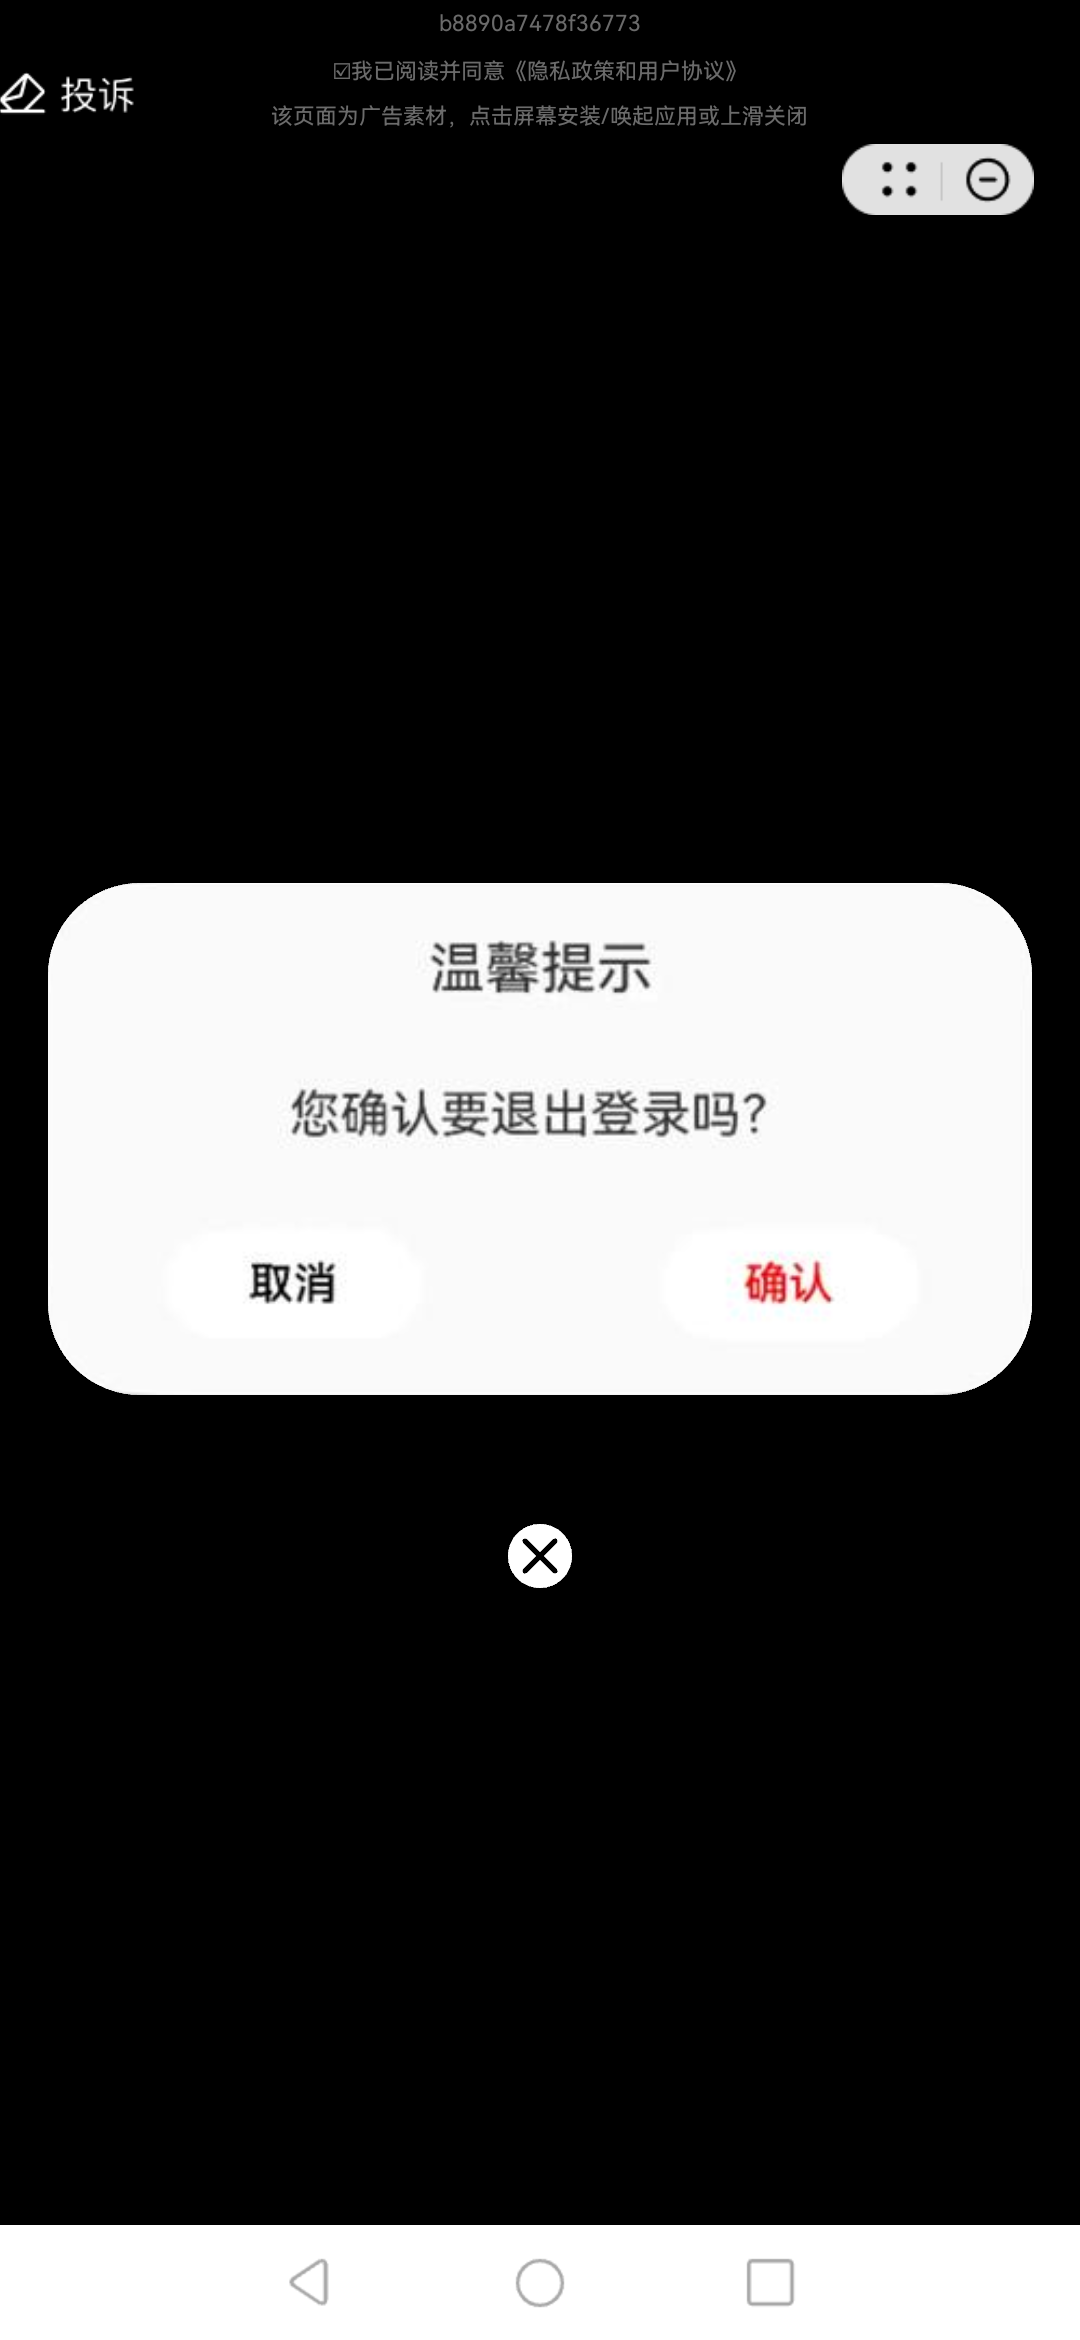 b8890a7478f36773
☑我已阅读并同意《隐私政策和用户协议》
投诉
该页面为广告素材，点击屏幕安装/唤起应用或上滑关闭
温馨提示
您确认要退出登录吗?
取消
确认